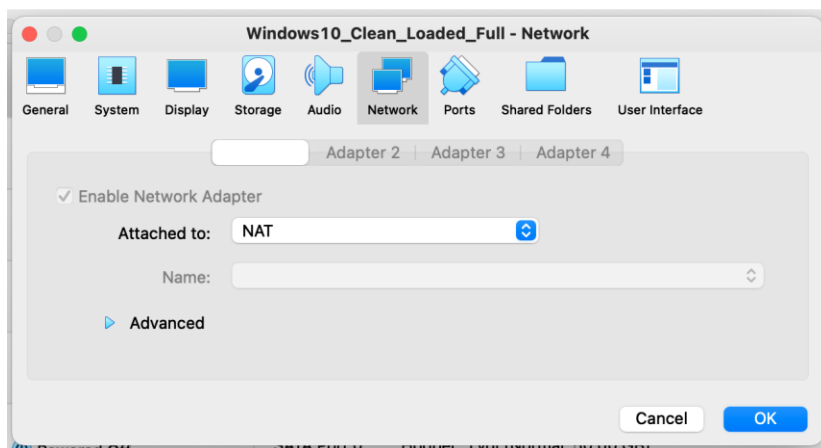 Windows10_Clean_Loaded_Full - Network
General System Display Storage Audio Network Ports Shared Folders User Interface
Adapter 2 Adapter 3 Adapter 4
Enable Network Adapter
Attached to: NAT
Name:
Advanced
Cancel OK